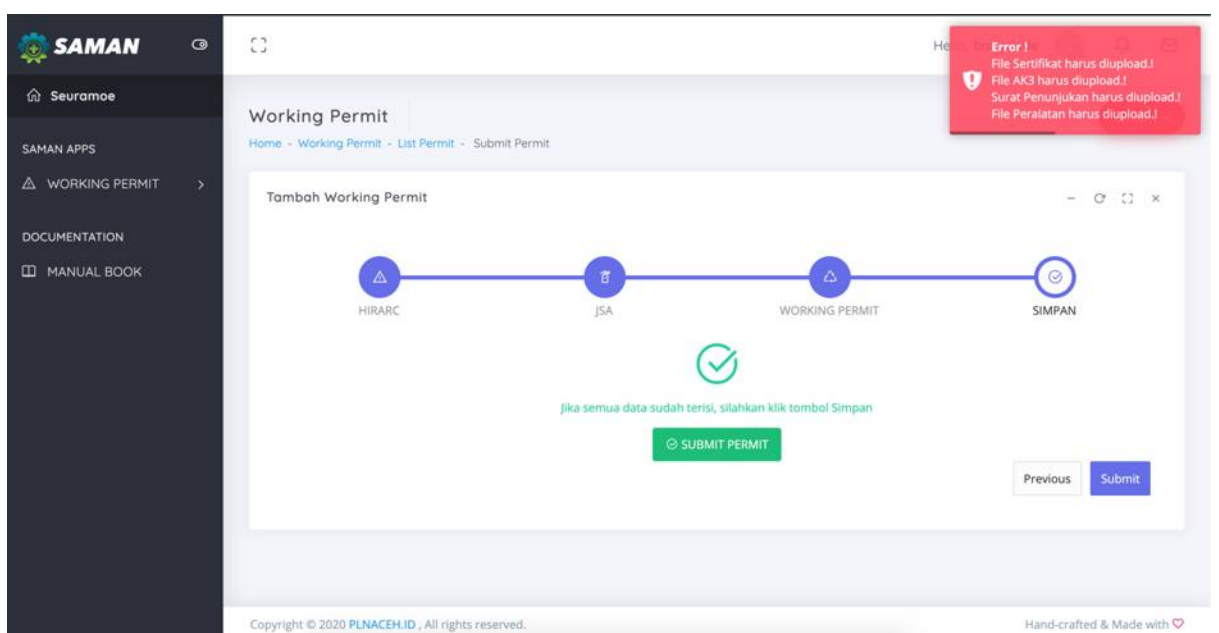 SAMAN
Seuramoe
SAMAN APPS
WORKING PERMIT
DOCUMENTATION
MANUAL BOOK
Error !
File Sertifikat harus diupload.!
File AK3 harus diupload.!
Surat Penunjukan harus diupload.!
File Peralatan harus diupload.!
Working Permit
Home - Working Permit - List Permit - Submit Permit
Tambah Working Permit
HIRARC
JSA
WORKING PERMIT
SIMPAN
Jika semua data sudah terisi, silahkan klik tombol Simpan
SUBMIT PERMIT
Previous
Submit
Copyright © 2020 PLNACEH.ID , All rights reserved.
Hand-crafted & Made with